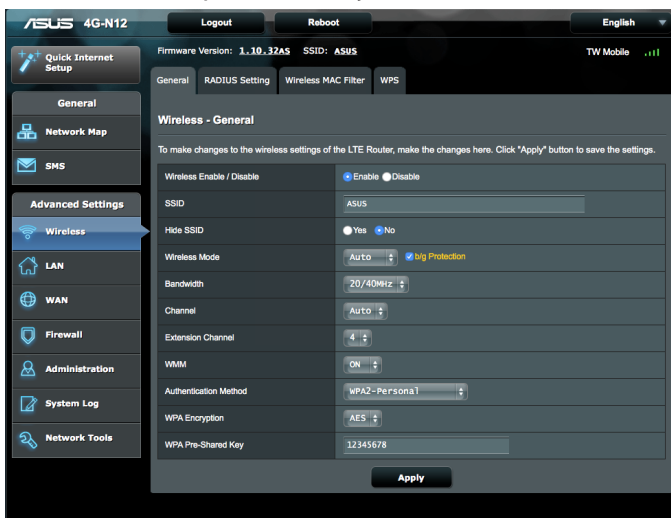 ASUS 4G-N12 Logout Reboot English
Quick Internet Setup
Firmware Version: 1.10.32AS SSID: ASUS TW Mobile
General RADIUS Setting Wireless MAC Filter WPS
General
Network Map
SMS
Advanced Settings
Wireless
LAN
WAN
Firewall
Administration
System Log
Network Tools
Wireless - General
To make changes to the wireless settings of the LTE Router, make the changes here. Click "Apply" button to save the settings.
Wireless Enable / Disable Enable Disable
SSID ASUS
Hide SSID Yes No
Wireless Mode Auto b/g Protection
Bandwidth 20/40MHz
Channel Auto
Extension Channel 4
WMM ON
Authentication Method WPA2-Personal
WPA Encryption AES
WPA Pre-Shared Key 12345678
Apply